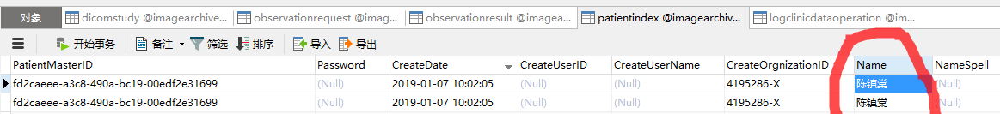 对象 dicomstudy @imagearchive... observationrequest @imag... observationresult @imagea... patientindex @imagearchiv... logclinicdataoperation @im...
开始事务 备注 筛选 排序 导入 导出
PatientMasterID Password CreateDate CreateUserID CreateUserName CreateOrgnizationID Name NameSpell
fd2caeee-a3c8-490a-bc19-00edf2e31699 (Null) 2019-01-07 10:02:05 (Null) (Null) 4195286-X 陈镇棠 (Null)
fd2caeee-a3c8-490a-bc19-00edf2e31699 (Null) 2019-01-07 10:02:05 (Null) (Null) 4195286-X 陈镇棠 (Null)